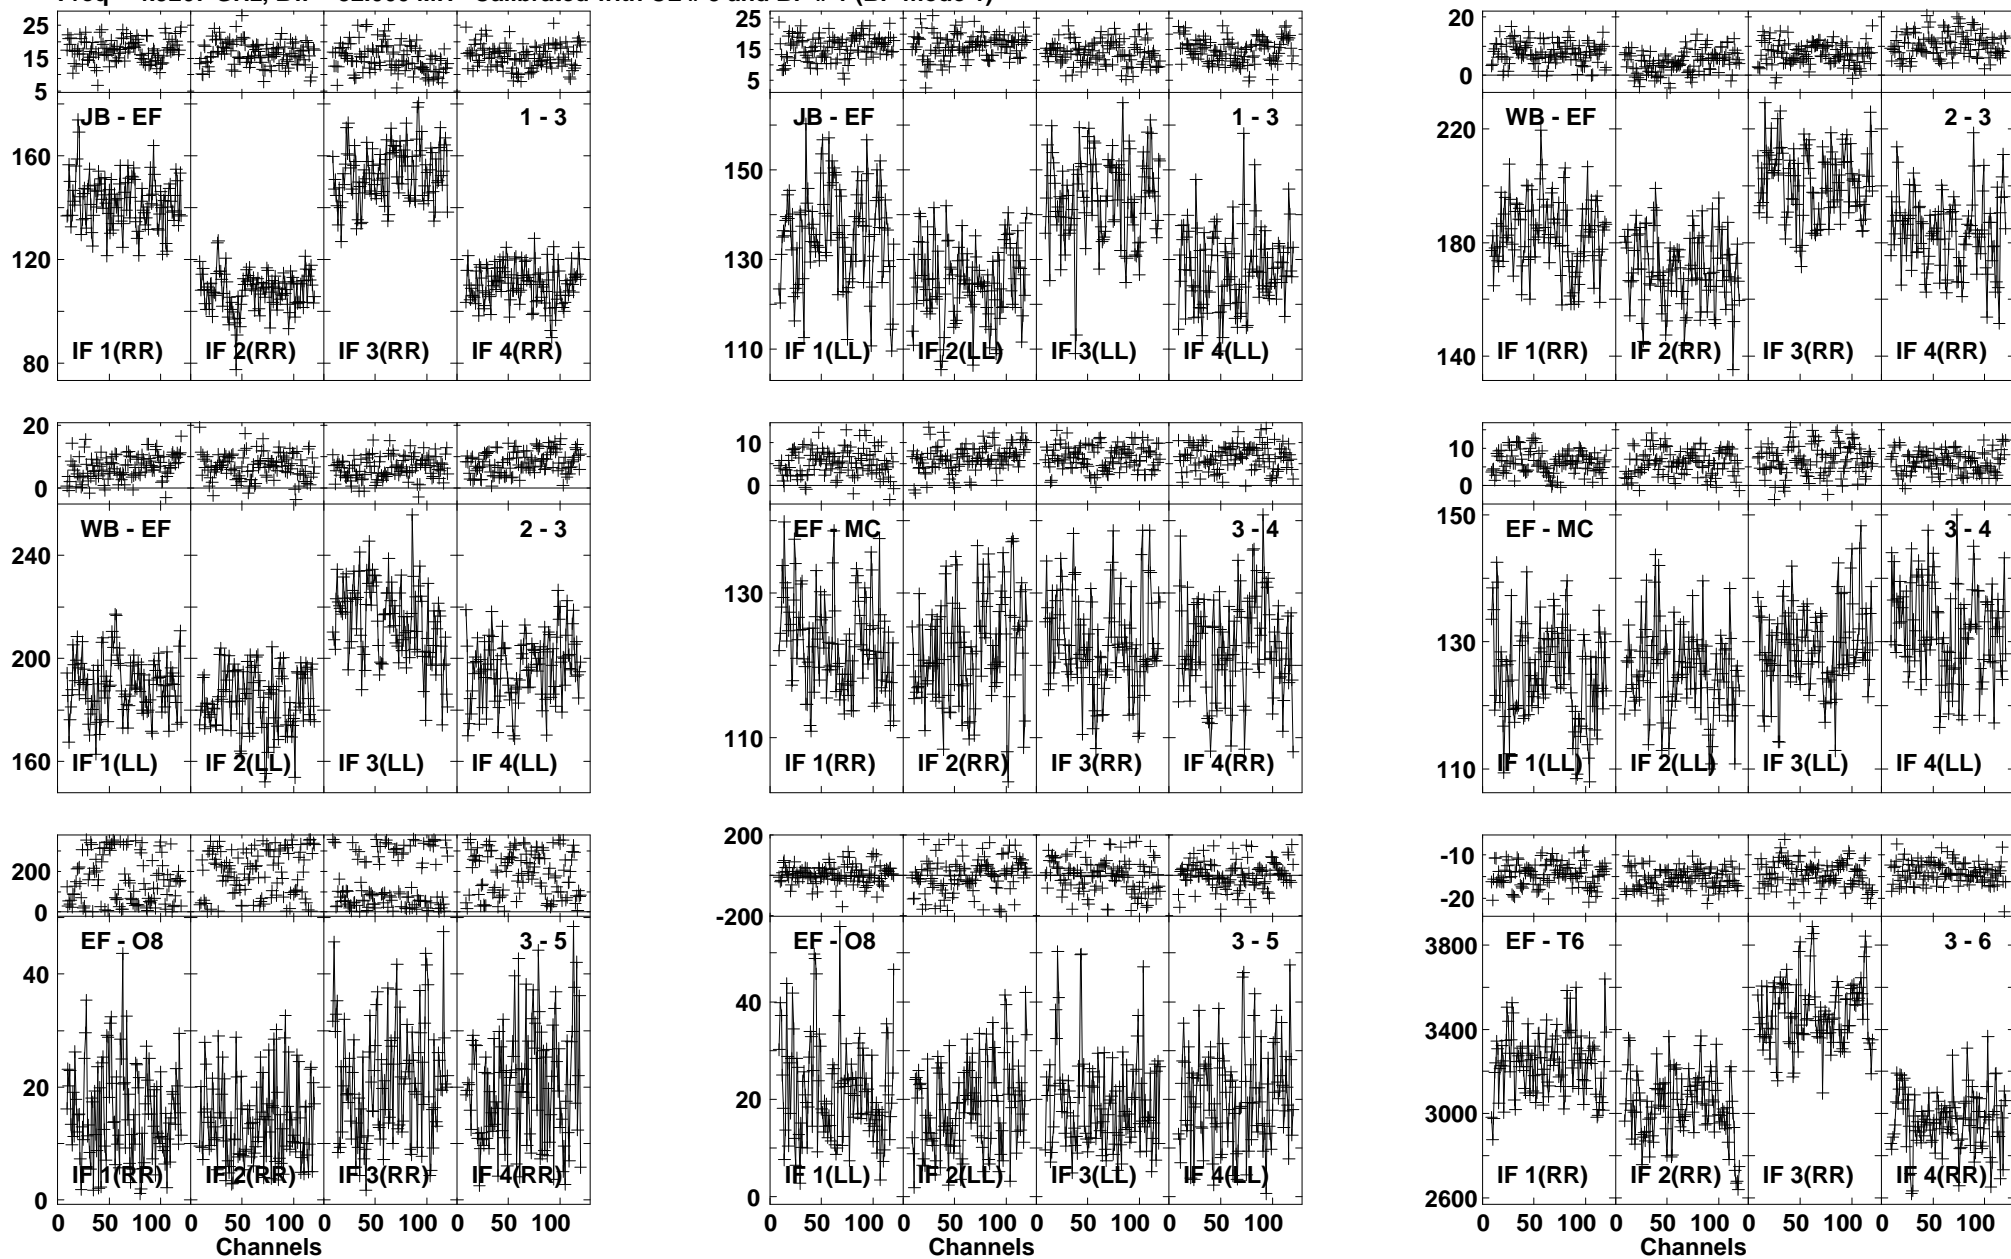 25 15 5
JB - EF 1 - 3
160 120 80
IF 1(RR) IF 2(RR) IF 3(RR) IF 4(RR)
25 15 5
JB - EF 1 - 3
150 130 110
IF 1(LL) IF 2(LL) IF 3(LL) IF 4(LL)
20 0
WB - EF 2 - 3
220 180 140
IF 1(RR) IF 2(RR) IF 3(RR) IF 4(RR)
20 0
WB - EF 2 - 3
240 200 160
IF 1(LL) IF 2(LL) IF 3(LL) IF 4(LL)
10 0
EF - MC 3 - 4
130 110
IF 1(RR) IF 2(RR) IF 3(RR) IF 4(RR)
10 0
EF - MC 3 - 4
150 130 110
IF 1(LL) IF 2(LL) IF 3(LL) IF 4(LL)
200 0
EF - O8 3 - 5
40 20 0
IF 1(RR) IF 2(RR) IF 3(RR) IF 4(RR)
0 50 100 0 50 100 0 50 100 0 50 100
Channels
200 -200
EF - O8 3 - 5
40 20 0
IF 1(LL) IF 2(LL) IF 3(LL) IF 4(LL)
0 50 100 0 50 100 0 50 100 0 50 100
Channels
-10 -20
EF - T6 3 - 6
3800 3400 3000 2600
IF 1(RR) IF 2(RR) IF 3(RR) IF 4(RR)
0 50 100 0 50 100 0 50 100 0 50 100
Channels